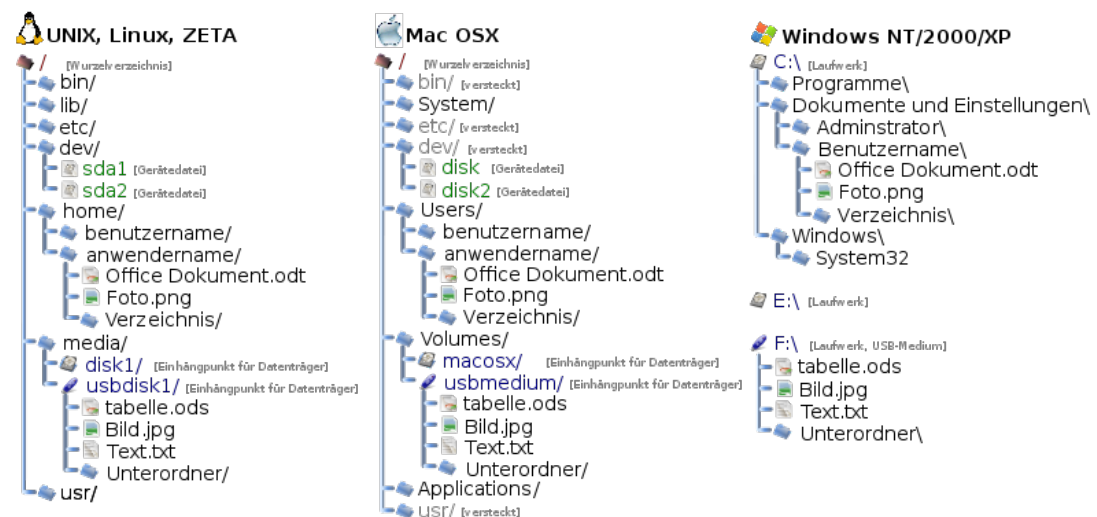 UNIX, Linux, ZETA
/ [Wurzelverzeichnis]
bin/
lib/
etc/
dev/
sda1 [Gerätedatei]
sda2 [Gerätedatei]
home/
benutzername/
anwendername/
Office Dokument.odt
Foto.png
Verzeichnis/
media/
disk1/ [Einhängpunkt für Datenträger]
usbdisk1/ [Einhängpunkt für Datenträger]
tabelle.ods
Bild.jpg
Text.txt
Unterordner/
usr/
Mac OSX
/ [Wurzelverzeichnis]
bin/ [versteckt]
System/
etc/ [versteckt]
dev/ [versteckt]
disk [Gerätedatei]
disk2 [Gerätedatei]
Users/
benutzername/
anwendername/
Office Dokument.odt
Foto.png
Verzeichnis/
Volumes/
macosx/ [Einhängpunkt für Datenträger]
usbmedium/ [Einhängpunkt für Datenträger]
tabelle.ods
Bild.jpg
Text.txt
Unterordner/
Applications/
usr/ [versteckt]
Windows NT/2000/XP
C:\ [Laufwerk]
Programme\
Dokumente und Einstellungen\
Adminstrator\
Benutzername\
Office Dokument.odt
Foto.png
Verzeichnis\
Windows\
System32
E:\ [Laufwerk]
F:\ [Laufwerk, USB-Medium]
tabelle.ods
Bild.jpg
Text.txt
Unterordner\